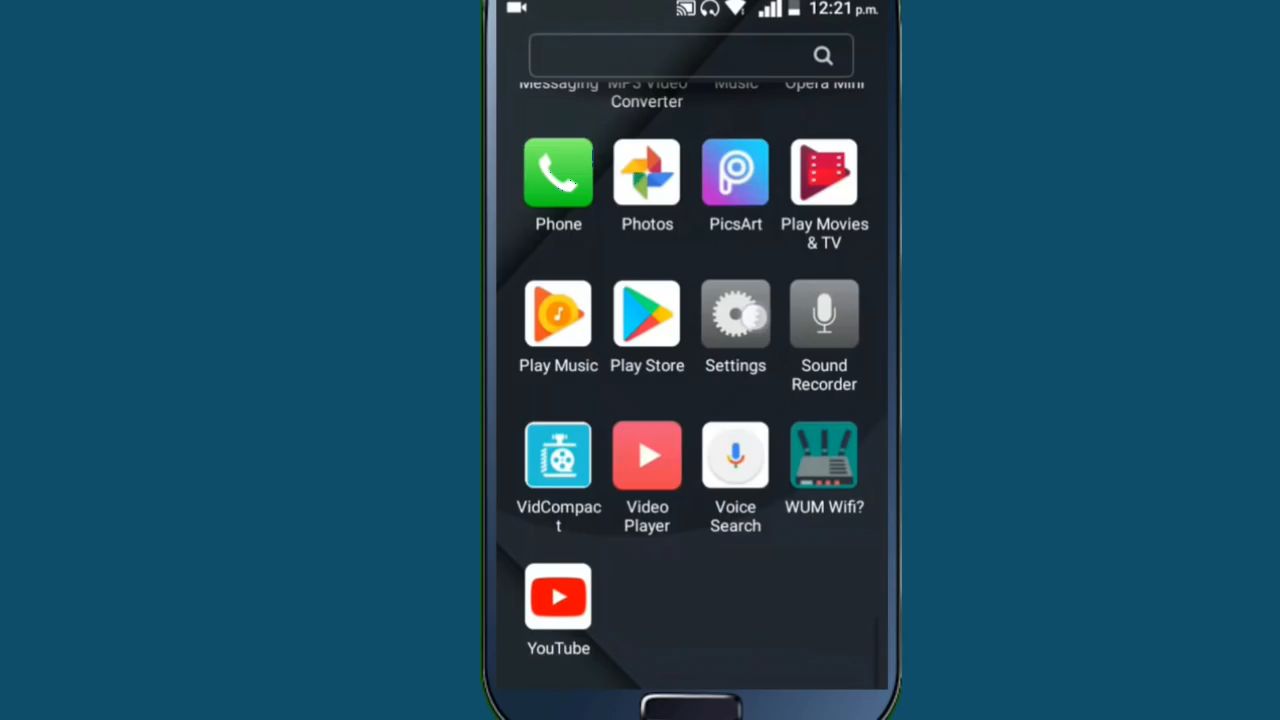 12:21 p.m.
Messaging MP3 Video Music Opera Mini
Converter
Phone Photos PicsArt Play Movies
& TV
Play Music Play Store Settings Sound
Recorder
VidCompac Video Voice WUM Wifi?
t Player Search
YouTube